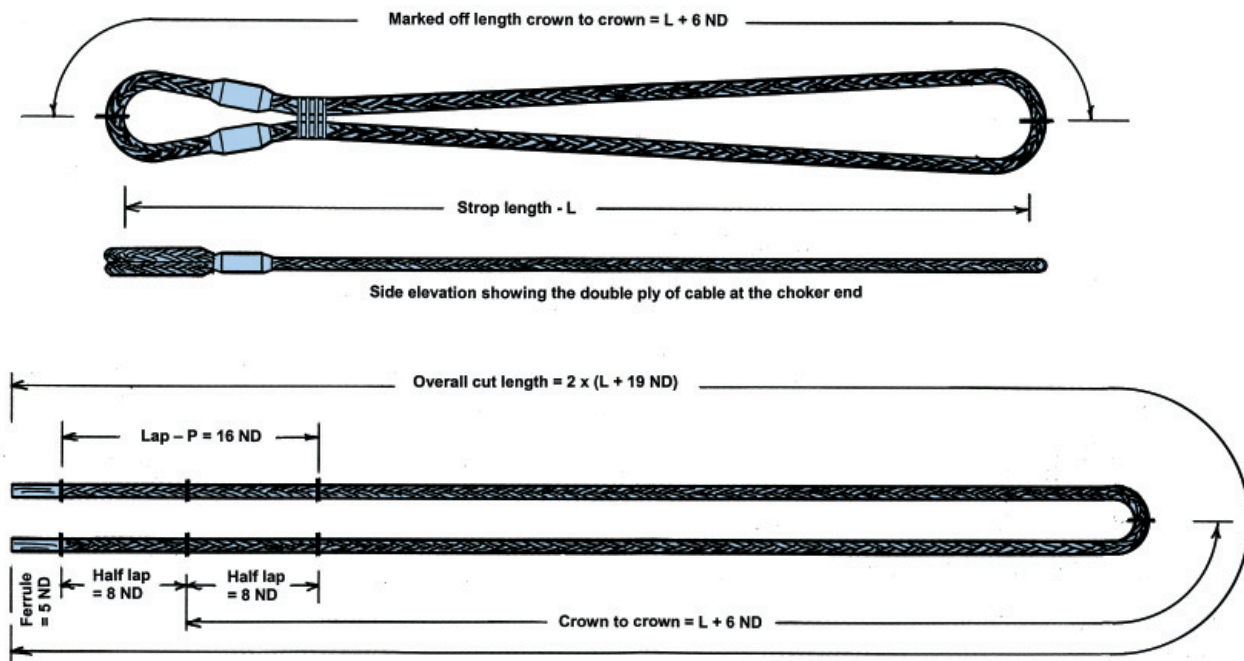 Marked off length crown to crown = L + 6 ND
Strop length - L
Side elevation showing the double ply of cable at the choker end
Overall cut length = 2 x (L + 19 ND)
Lap – P = 16 ND
Ferrule
= 5 ND
Half lap
= 8 ND
Half lap
= 8 ND
Crown to crown = L + 6 ND